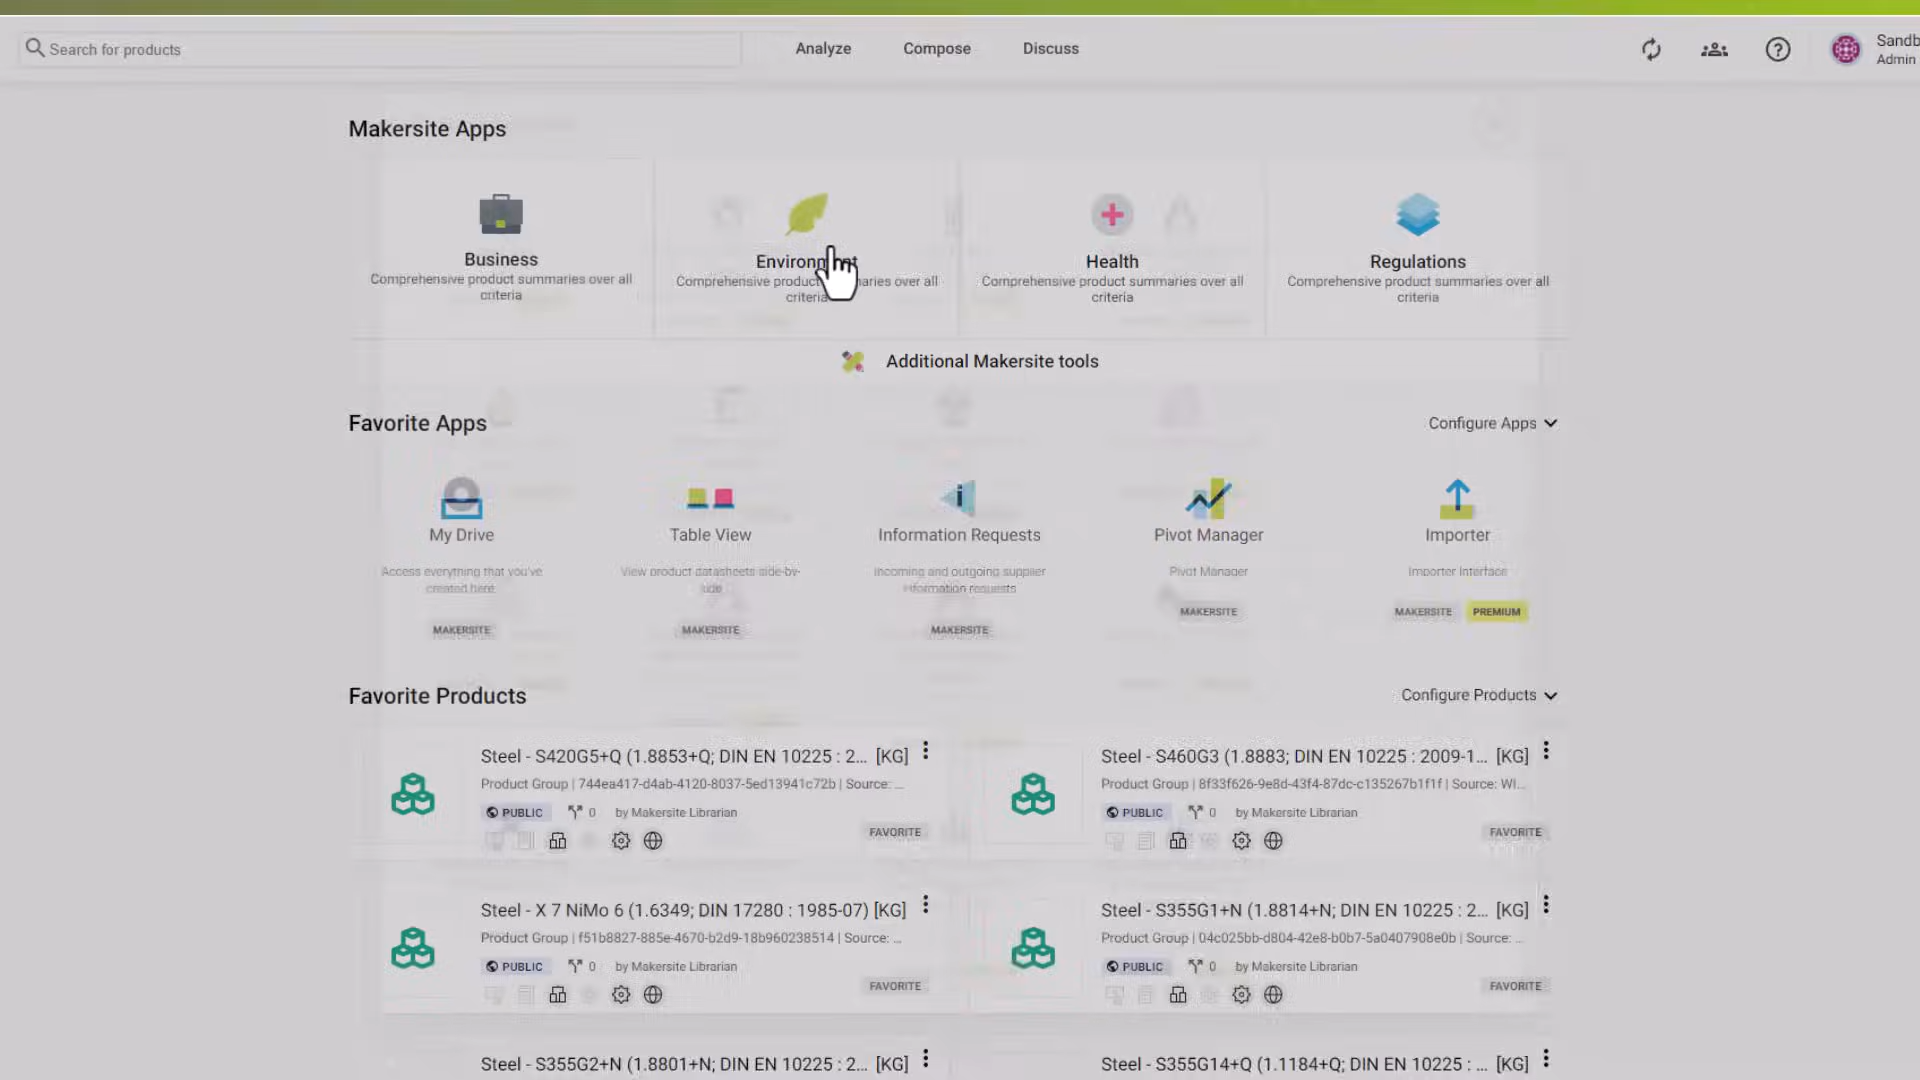 Search for products
Analyze
Compose
Discuss
Sandb
Admin
Makersite Apps
Business
Comprehensive product summaries over all
criteria
Environment
Comprehensive product summaries over all
criteria
Health
Comprehensive product summaries over all
criteria
Regulations
Comprehensive product summaries over all
criteria
Additional Makersite tools
Favorite Apps
Configure Apps
My Drive
Access everything that you've
created here
MAKERSITE
Table View
View product datasheets side-by-
MAKERSITE
Information Requests
Incoming and outgoing supplier
information requests
MAKERSITE
Pivot Manager
Pivot Manager
MAKERSITE
Importer
Importer Interface
MAKERSITE PREMIUM
Favorite Products
Configure Products
Steel - S420G5+Q (1.8853+Q; DIN EN 10225 : 2... [KG]
Product Group | 744ea417-d4ab-4120-8037-5ed13941c72b | Source: ...
PUBLIC 0 by Makersite Librarian
FAVORITE
Steel - S460G3 (1.8883; DIN EN 10225 : 2009-1... [KG]
Product Group | 8f33f626-9e8d-43f4-87dc-c135267b1f1f | Source: WI...
PUBLIC 0 by Makersite Librarian
FAVORITE
Steel - X 7 NiMo 6 (1.6349; DIN 17280 : 1985-07) [KG]
Product Group | f51b8827-885e-4670-b2d9-18b960238514 | Source: ...
PUBLIC 0 by Makersite Librarian
FAVORITE
Steel - S355G1+N (1.8814+N; DIN EN 10225 : 2... [KG]
Product Group | 04c025bb-d804-42e8-b0b7-5a0407908e0b | Source: ...
PUBLIC 0 by Makersite Librarian
FAVORITE
Steel - S355G2+N (1.8801+N; DIN EN 10225 : 2... [KG]
Steel - S355G14+Q (1.1184+Q; DIN EN 10225 : ... [KG]